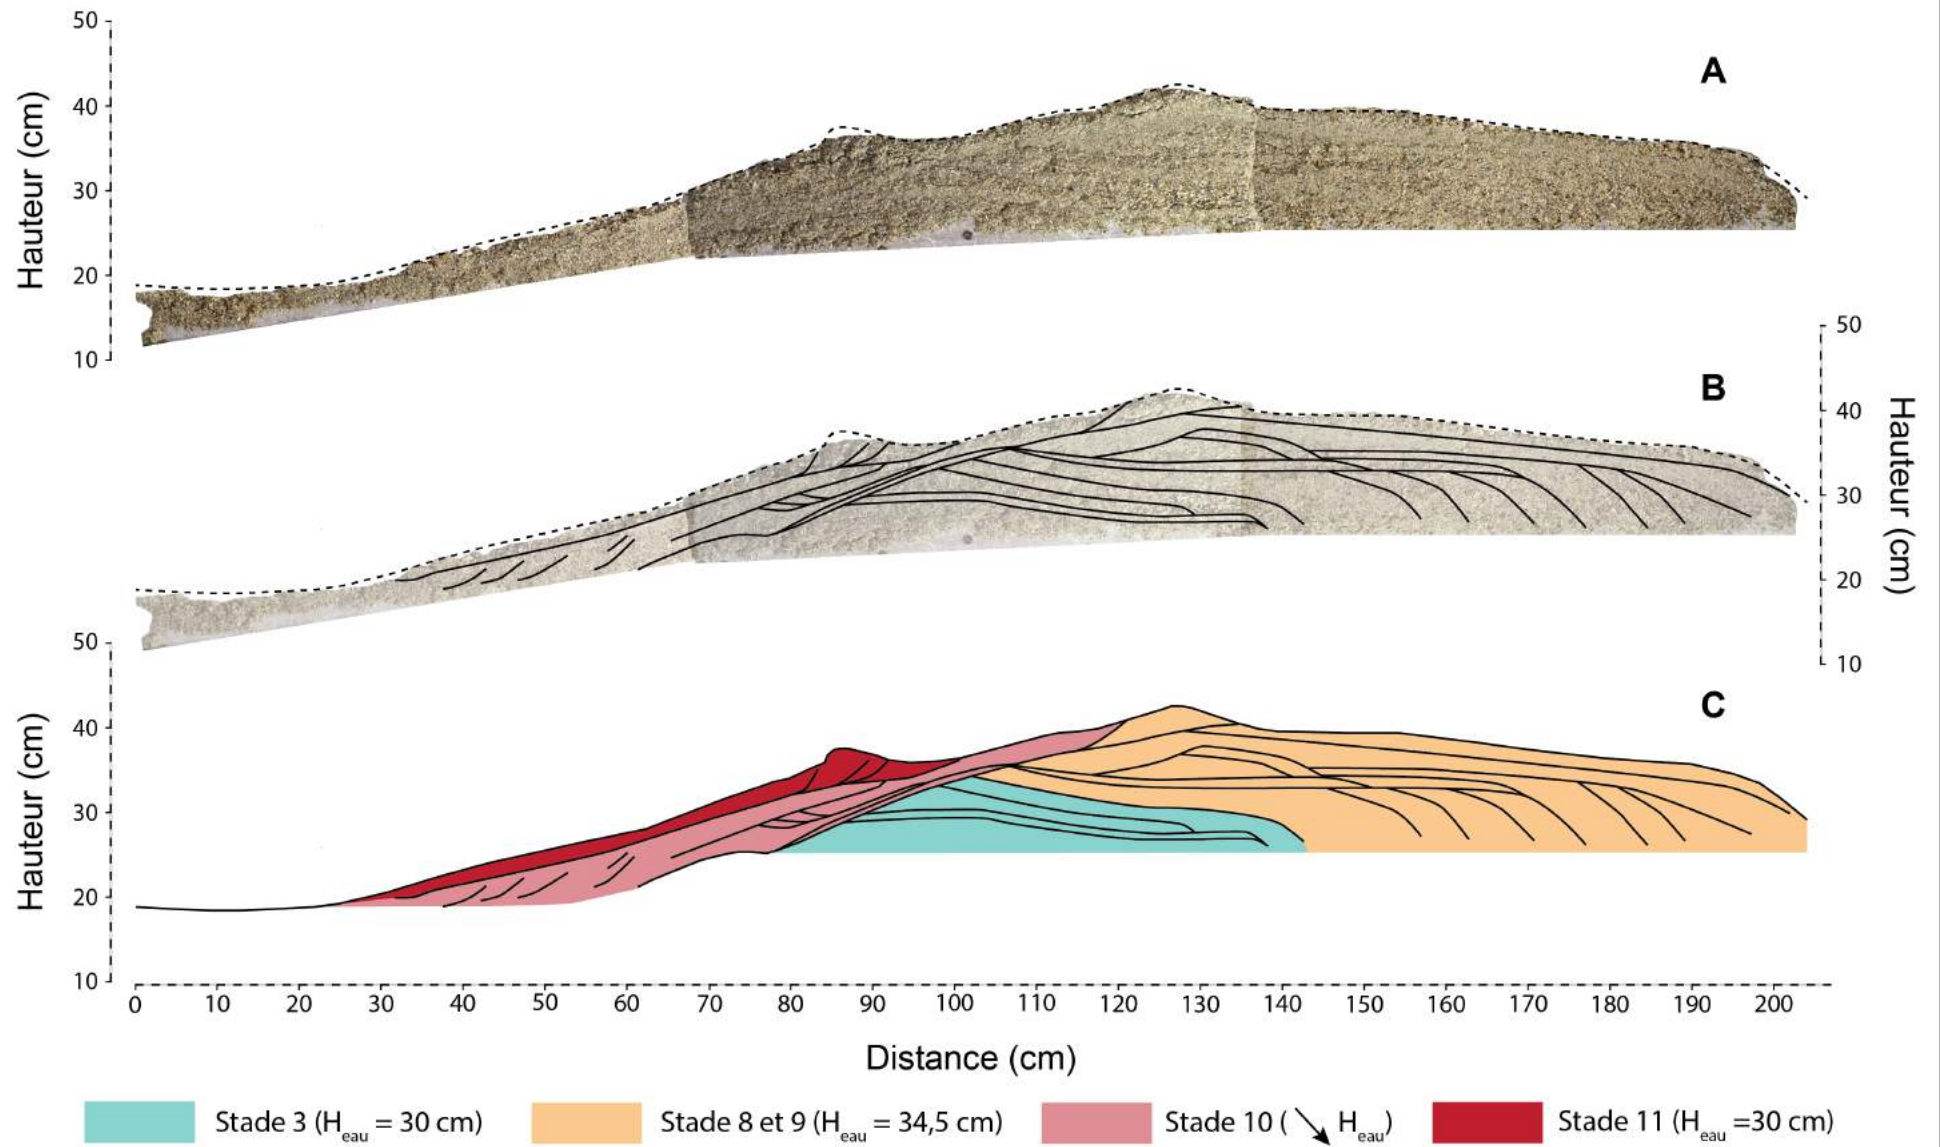 50
40
30
20
10
Hauteur (cm)
A
50
40
30
20
10
Hauteur (cm)
B
50
40
30
20
10
Hauteur (cm)
C
0 10 20 30 40 50 60 70 80 90 100 110 120 130 140 150 160 170 180 190 200
Distance (cm)
Stade 3 (Heau = 30 cm) Stade 8 et 9 (Heau = 34,5 cm) Stade 10 (↘ Heau) Stade 11 (Heau =30 cm)